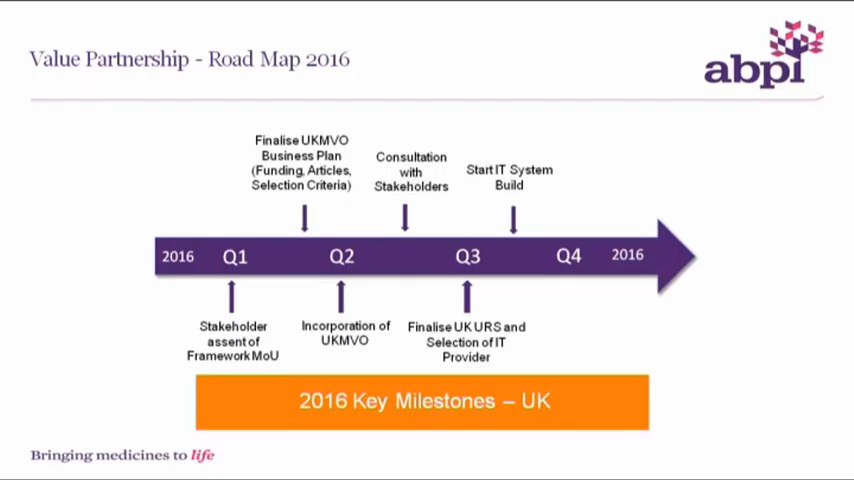 Value Partnership - Road Map 2016
abpi
Finalise UKMVO
Business Plan
(Funding, Articles,
Selection Criteria)
Consultation
with
Stakeholders
Start IT System
Build
2016 Q1 Q2 Q3 Q4 2016
Stakeholder
assent of
Framework MoU
Incorporation of
UKMVO
Finalise UK URS and
Selection of IT
Provider
2016 Key Milestones – UK
Bringing medicines to life